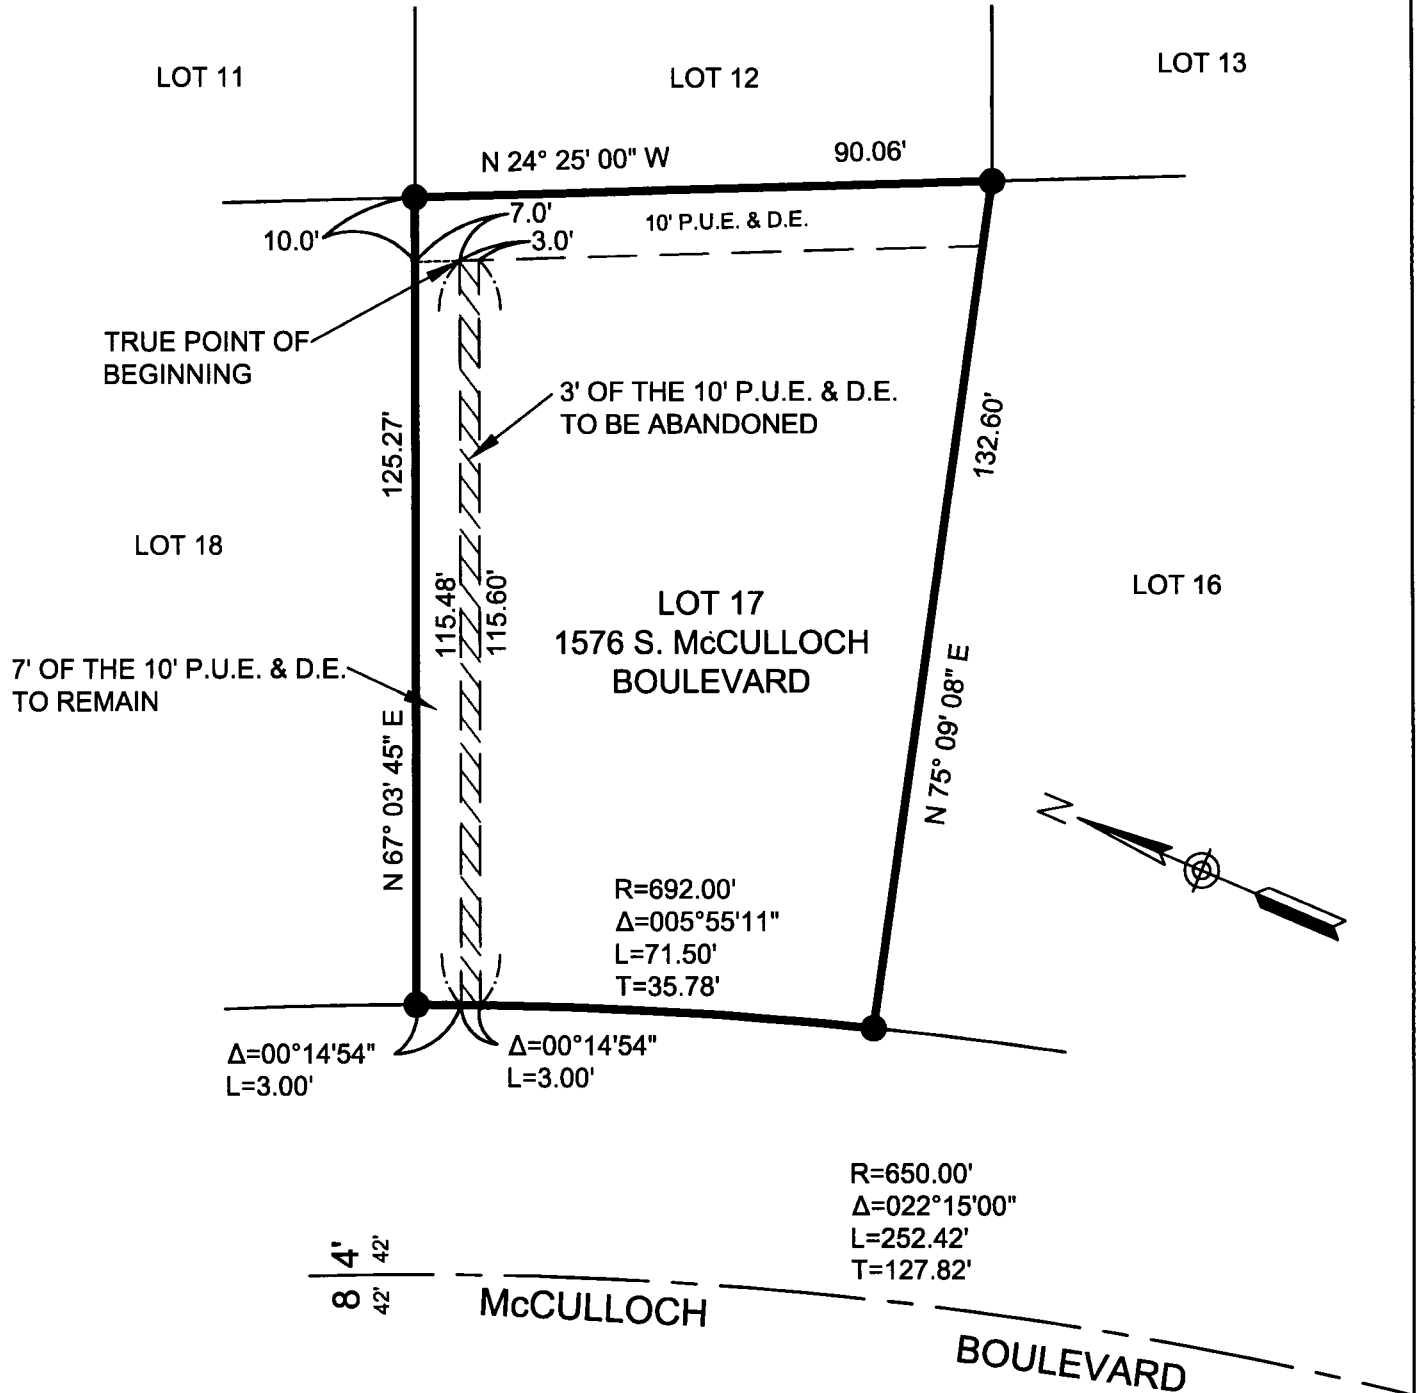 LOT 11
LOT 12
LOT 13
N 24° 25' 00" W
90.06'
7.0'
10' P.U.E. & D.E.
10.0'
3.0'
TRUE POINT OF
BEGINNING
3' OF THE 10' P.U.E. & D.E.
TO BE ABANDONED
125.27'
132.60'
LOT 18
115.48'
115.60'
LOT 17
1576 S. McCULLOCH
BOULEVARD
LOT 16
7' OF THE 10' P.U.E. & D.E.
TO REMAIN
N 67° 03' 45" E
N 75° 09' 08" E
N
R=692.00'
Δ=005°55'11"
L=71.50'
T=35.78'
Δ=00°14'54"
L=3.00'
Δ=00°14'54"
L=3.00'
R=650.00'
Δ=022°15'00"
L=252.42'
T=127.82'
84'
42'
42'
McCULLOCH
BOULEVARD